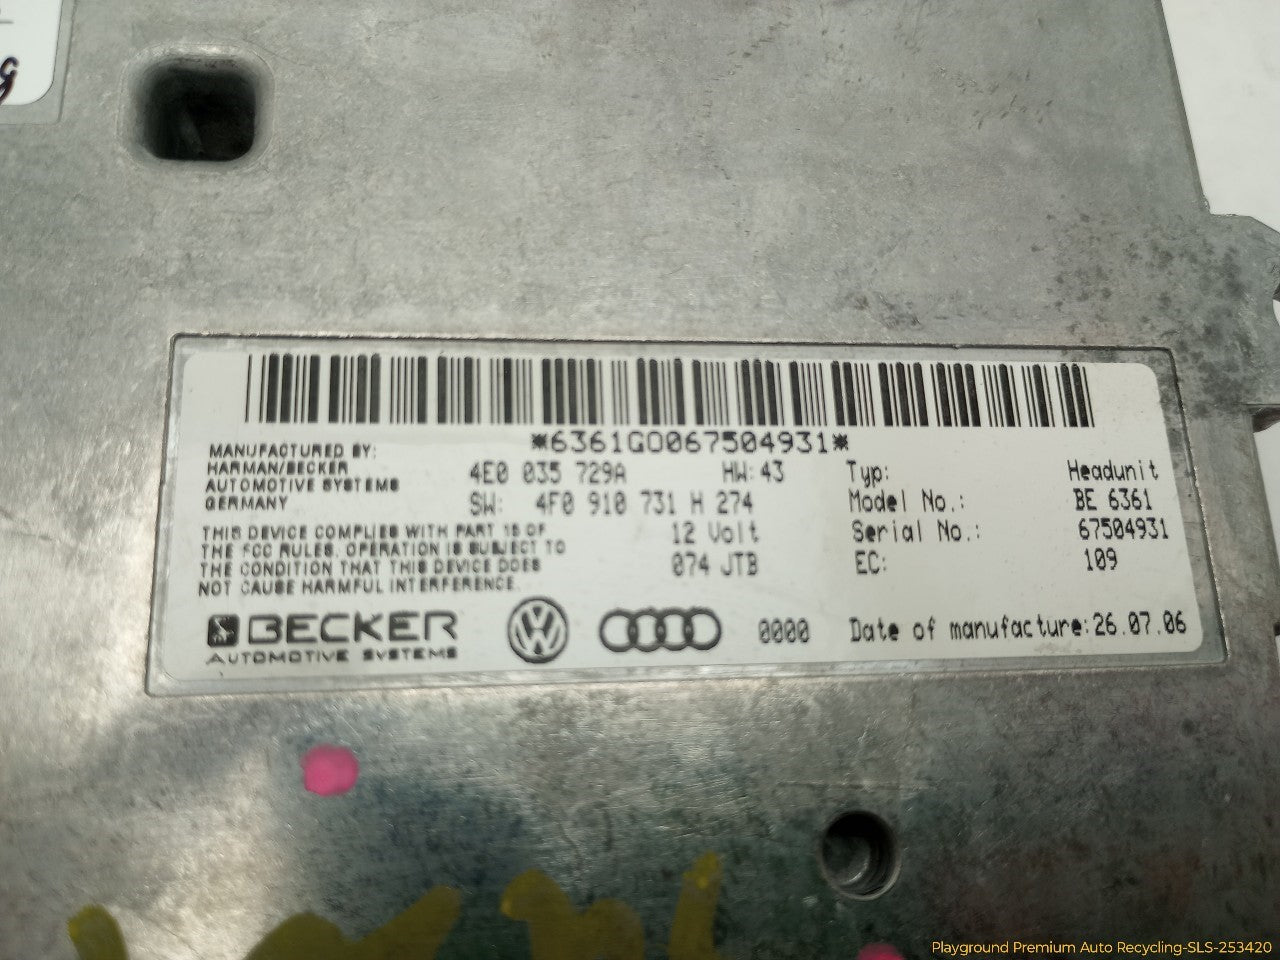 *6361GO067504931*
MANUFACTURED BY:
HARMAN/BECKER
AUTOMOTIVE SYSTEMS
GERMANY
4E0 035 729A HW: 43
SW: 4F0 910 731 H 274
12 Volt
074 JTB
Typ: Headunit
Model No.: BE 6361
Serial No.: 67504931
EC: 109
THIS DEVICE COMPLIES WITH PART 15 OF
THE FCC RULES. OPERATION IS SUBJECT TO
THE CONDITION THAT THIS DEVICE DOES
NOT CAUSE HARMFUL INTERFERENCE.
BECKER
AUTOMOTIVE SYSTEMS
0000 Date of manufacture: 26.07.06
Playground Premium Auto Recycling-SLS-253420